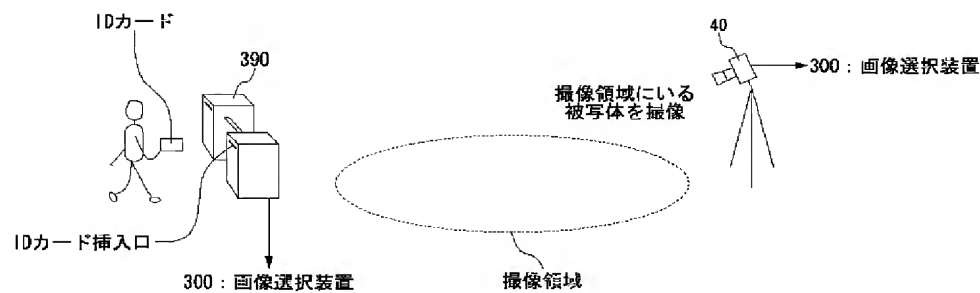 IDカード
390
40
300：画像選択装置
撮像領域にいる
被写体を撮像
IDカード挿入口
300：画像選択装置
撮像領域